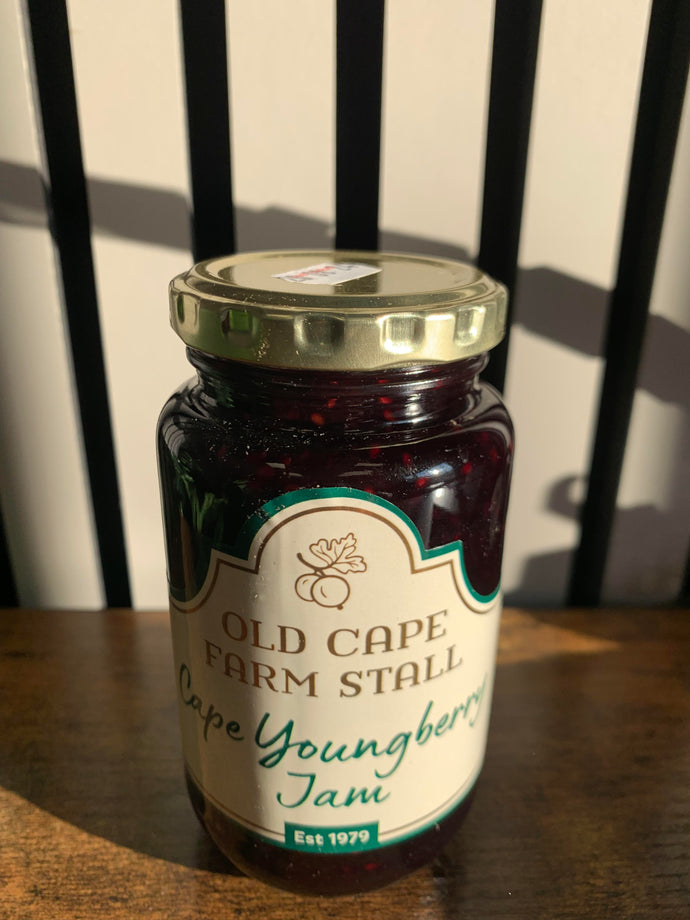 OLD CAPE
FARM STALL
Cape Youngberry
Jam
Est 1979